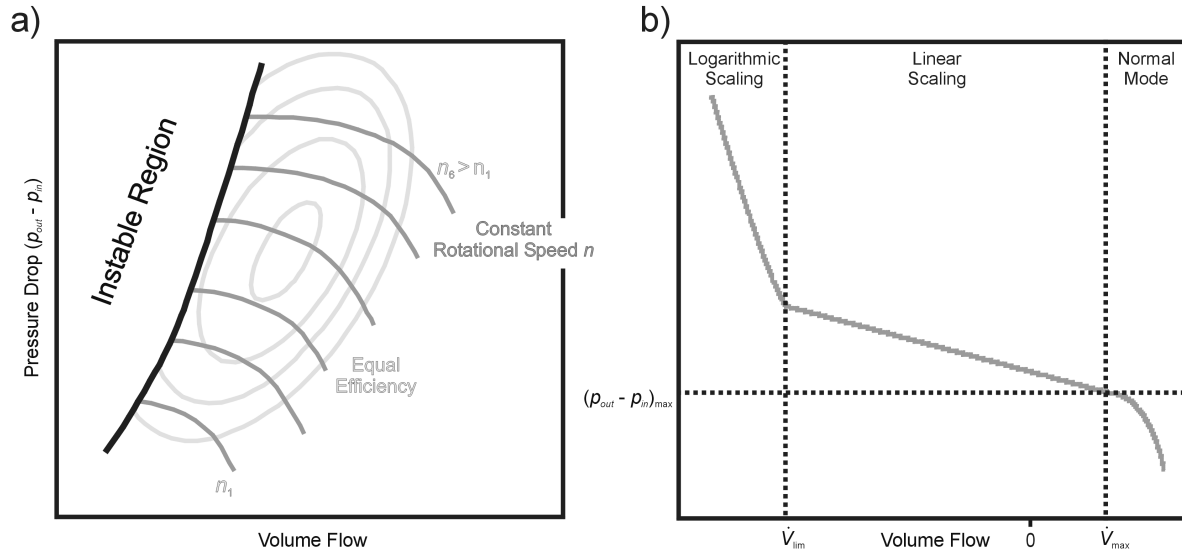 a)
Instable Region
Pressure Drop (pout - pin)
n6 > n1
Constant
Rotational Speed n
Equal
Efficiency
n1
Volume Flow
b)
Logarithmic
Scaling
Linear
Scaling
Normal
Mode
(pout - pin)max
V̇lim
Volume Flow
0
V̇max